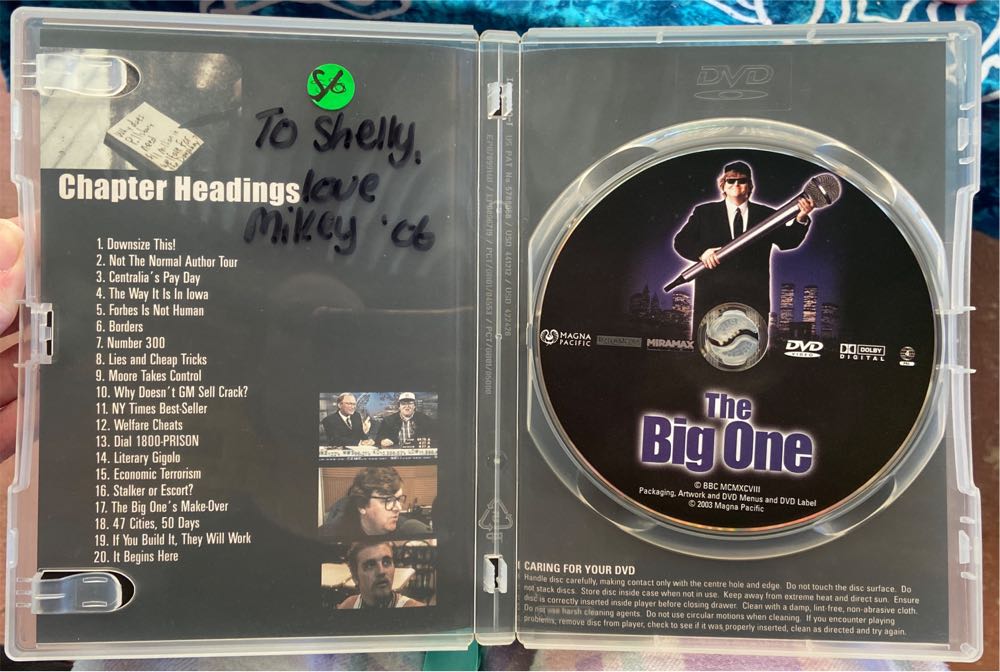 S/6
To Shelly,
love
Mikey '06
why does
Pillsbury
need
11 million in
welfare for
Chapter Headings
1. Downsize This!
2. Not The Normal Author Tour
3. Centralia's Pay Day
4. The Way It Is In Iowa
5. Forbes Is Not Human
6. Borders
7. Number 300
8. Lies and Cheap Tricks
9. Moore Takes Control
10. Why Doesn't GM Sell Crack?
11. NY Times Best-Seller
12. Welfare Cheats
13. Dial 1800-PRISON
14. Literary Gigolo
15. Economic Terrorism
16. Stalker or Escort?
17. The Big One's Make-Over
18. 47 Cities, 50 Days
19. If You Build It, They Will Work
20. It Begins Here
DVD
MAGNA
PACIFIC
MIRAMAX
DVD
VIDEO
DOLBY
DIGITAL
4
PAL
The
Big One
© BBC MCMXCVIII
Packaging, Artwork and DVD Menus and DVD Label
© 2003 Magna Pacific
CARING FOR YOUR DVD
Handle disc carefully, making contact only with the centre hole and edge. Do not touch the disc surface. Do
not stack discs. Store disc inside case when not in use. Keep away from extreme heat and direct sun. Ensure
disc is correctly inserted inside player before closing drawer. Clean with a damp, lint-free, non-abrasive cloth.
Do not use harsh cleaning agents. Do not use circular motions when cleaning. If you encounter playing
problems, remove disc from player, check to see if it was properly inserted, clean as directed and try again.